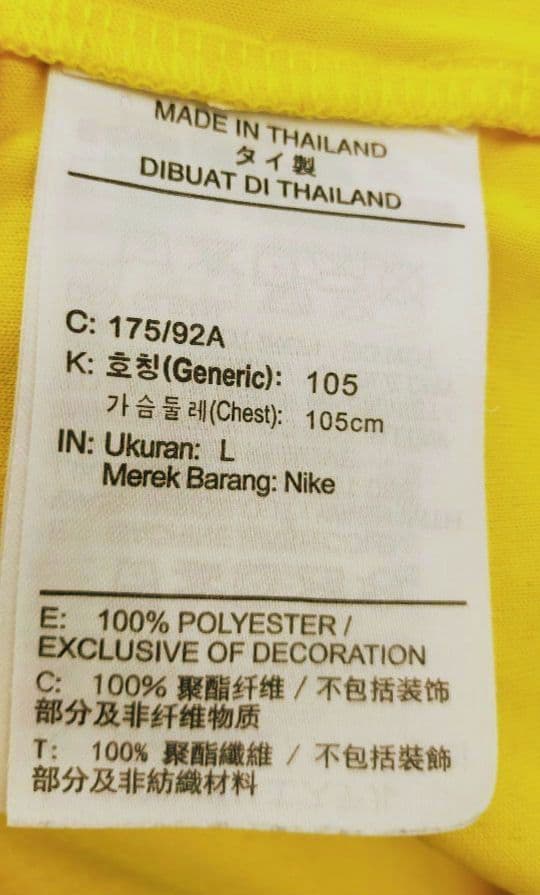 MADE IN THAILAND
タイ製
DIBUAT DI THAILAND
C: 175/92A
K: 호칭(Generic): 105
가슴둘레(Chest): 105cm
IN: Ukuran: L
Merek Barang: Nike
E: 100% POLYESTER /
EXCLUSIVE OF DECORATION
C: 100% 聚酯纤维 / 不包括装饰
部分及非纤维物质
T: 100% 聚酯纖維 / 不包括裝飾
部分及非紡織材料